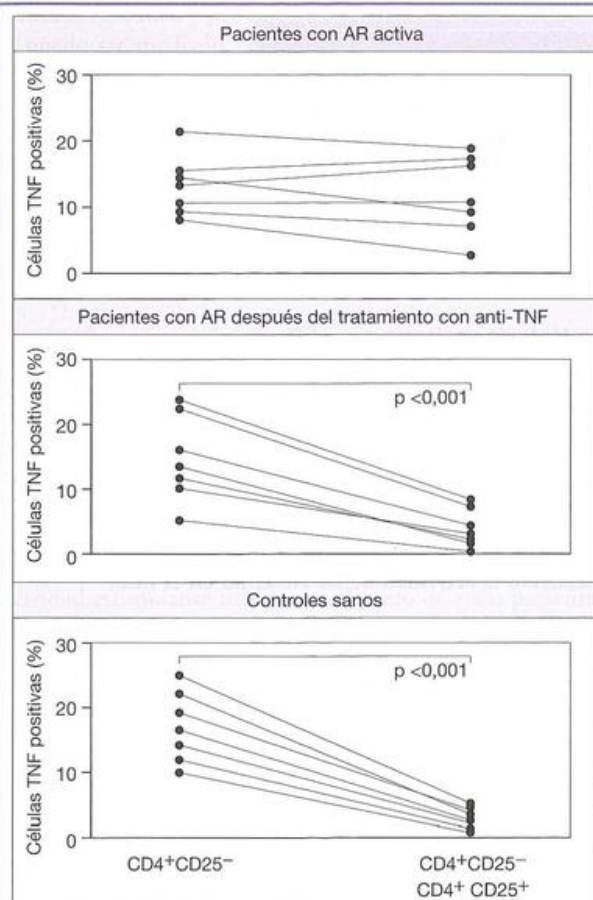 Pacientes con AR activa
Células TNF positivas (%)
30
20
10
0
Pacientes con AR después del tratamiento con anti-TNF
Células TNF positivas (%)
30
20
10
0
p <0,001
Controles sanos
Células TNF positivas (%)
30
20
10
0
p <0,001
CD4+CD25−
CD4+CD25−
CD4+ CD25+